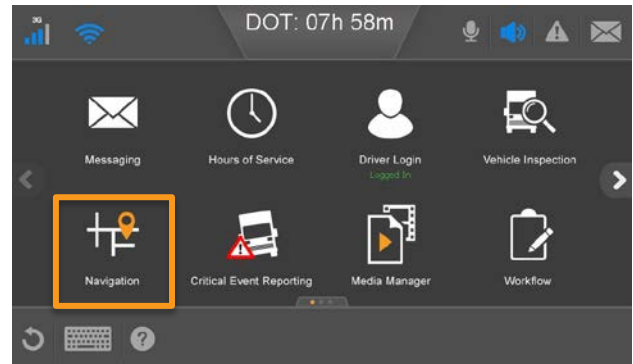 3G
DOT: 07h 58m
Messaging
Hours of Service
Driver Login
Logged In
Vehicle Inspection
Navigation
Critical Event Reporting
Media Manager
Workflow